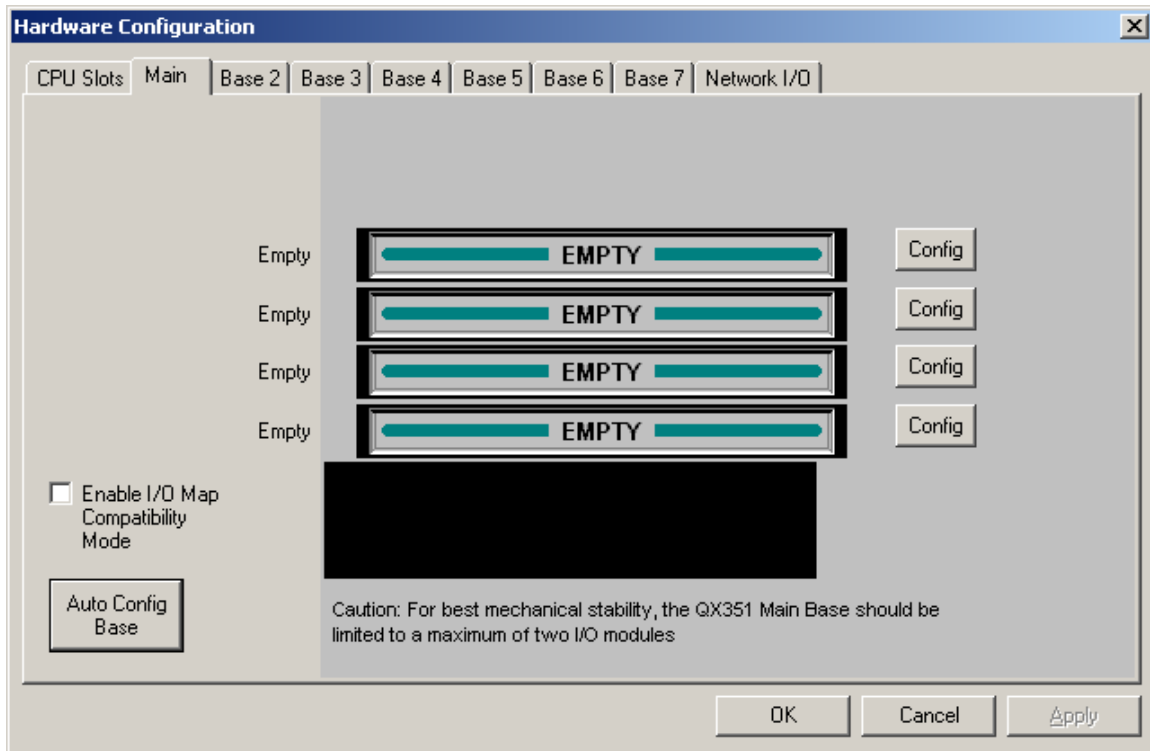 Hardware Configuration
CPU Slots Main Base 2 Base 3 Base 4 Base 5 Base 6 Base 7 Network I/O
Empty EMPTY Config
Empty EMPTY Config
Empty EMPTY Config
Empty EMPTY Config
Enable I/O Map
Compatibility
Mode
Auto Config
Base
Caution: For best mechanical stability, the QX351 Main Base should be
limited to a maximum of two I/O modules
OK Cancel Apply